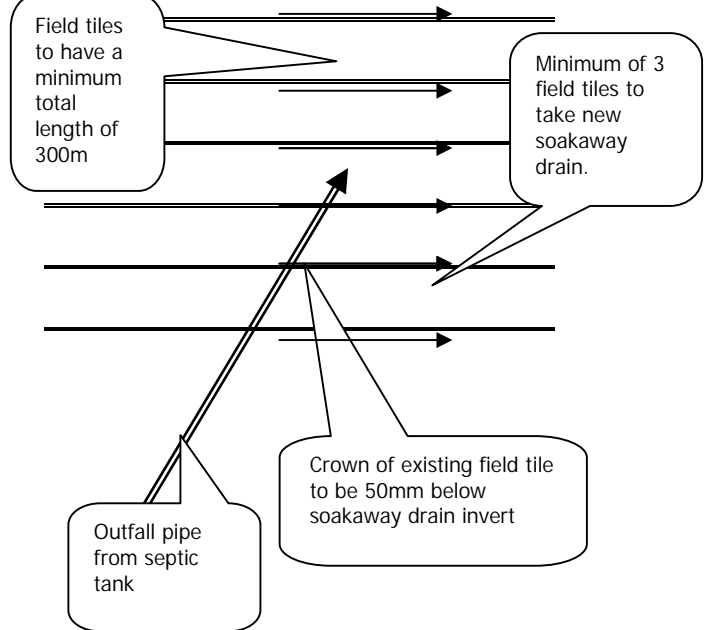 Field tiles
to have a
minimum
total
length of
300m
Minimum of 3
field tiles to
take new
soakaway
drain.
Crown of existing field tile
to be 50mm below
soakaway drain invert
Outfall pipe
from septic
tank